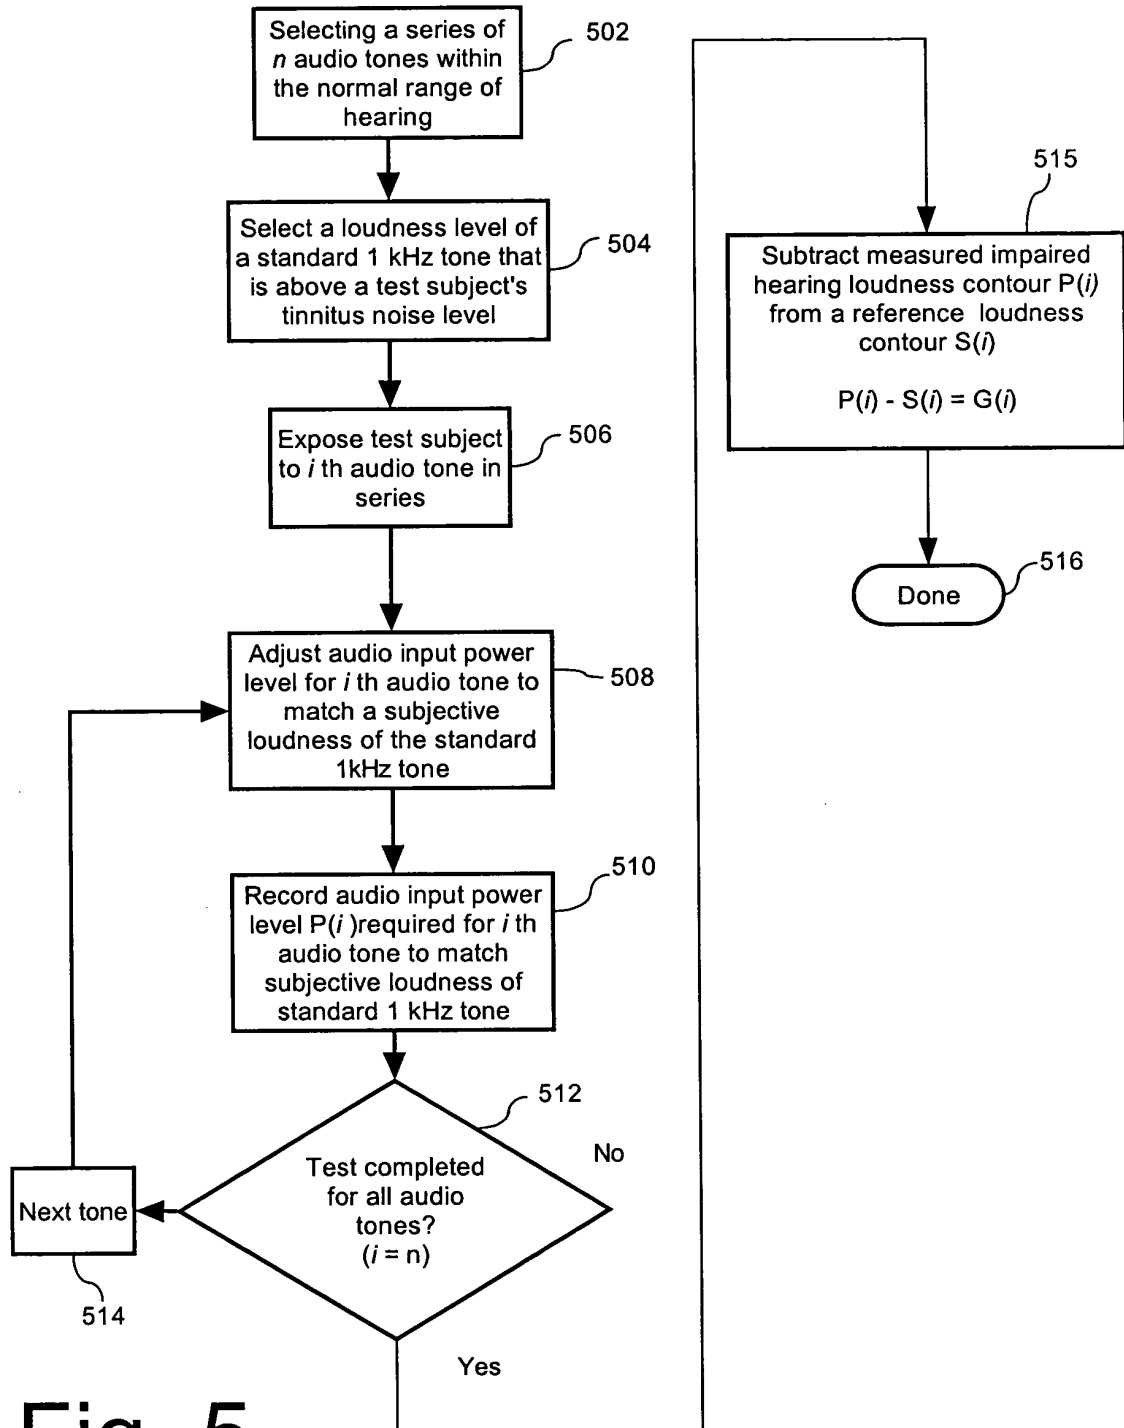 Selecting a series of
n audio tones within
the normal range of
hearing
502
Select a loudness level of
a standard 1 kHz tone that
is above a test subject's
tinnitus noise level
504
Expose test subject
to i th audio tone in
series
506
Adjust audio input power
level for i th audio tone to
match a subjective
loudness of the standard
1kHz tone
508
Record audio input power
level P(i )required for i th
audio tone to match
subjective loudness of
standard 1 kHz tone
510
Test completed
for all audio
tones?
(i = n)
512
No
Next tone
514
Yes
515
Subtract measured impaired
hearing loudness contour P(i)
from a reference loudness
contour S(i)
P(i) - S(i) = G(i)
Done
516
Fig. 5